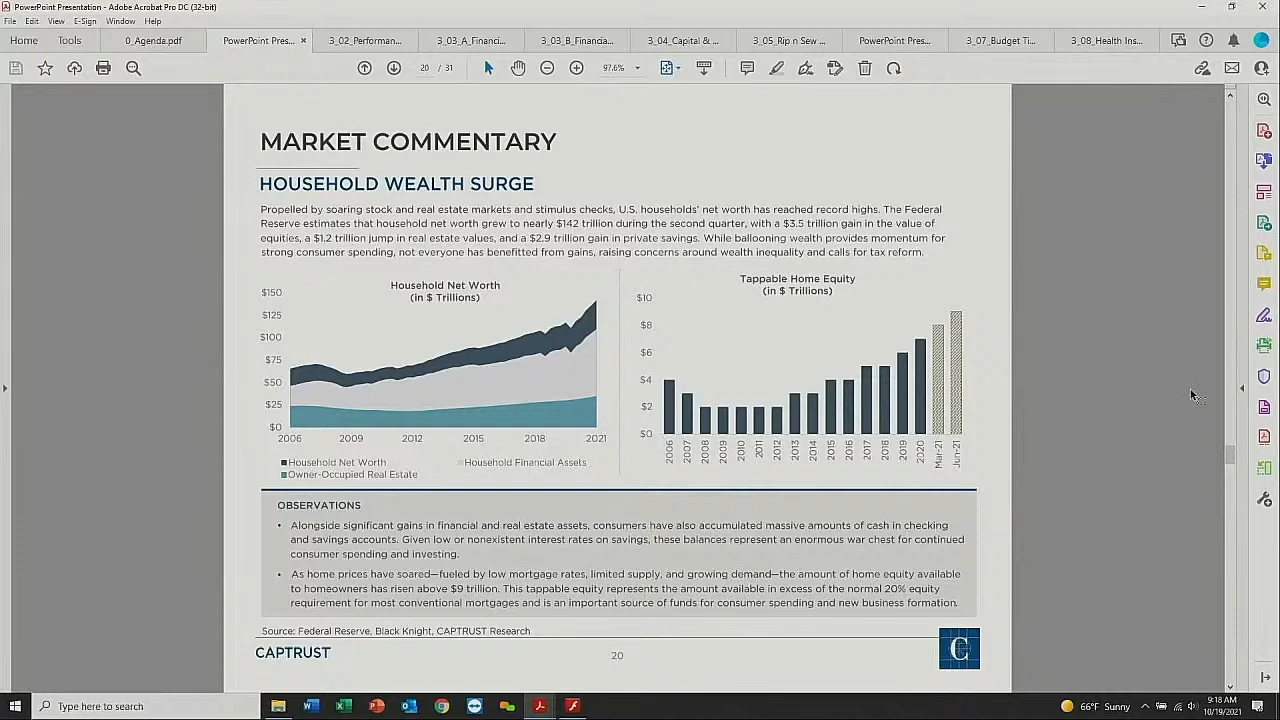 PowerPoint Presentation - Adobe Acrobat Pro DC (32-bit)
File Edit View E-Sign Window Help
Home Tools 0_Agenda.pdf PowerPoint Pres... × 3_02_Performan... 3_03_A_Financi... 3_03_B_Financia... 3_04_Capital & ... 3_05_Rip n Sew ... PowerPoint Pres... 3_07_Budget Ti... 3_08_Health Ins...
20 / 31 97.6%
MARKET COMMENTARY
HOUSEHOLD WEALTH SURGE
Propelled by soaring stock and real estate markets and stimulus checks, U.S. households' net worth has reached record highs. The Federal
Reserve estimates that household net worth grew to nearly $142 trillion during the second quarter, with a $3.5 trillion gain in the value of
equities, a $1.2 trillion jump in real estate values, and a $2.9 trillion gain in private savings. While ballooning wealth provides momentum for
strong consumer spending, not everyone has benefitted from gains, raising concerns around wealth inequality and calls for tax reform.
Household Net Worth
(in $ Trillions)
$150
$125
$100
$75
$50
$25
$0
2006 2009 2012 2015 2018 2021
Household Net Worth Household Financial Assets
Owner-Occupied Real Estate
Tappable Home Equity
(in $ Trillions)
$10
$8
$6
$4
$2
$0
2006 2007 2008 2009 2010 2011 2012 2013 2014 2015 2016 2017 2018 2019 2020 Mar-21 Jun-21
OBSERVATIONS
• Alongside significant gains in financial and real estate assets, consumers have also accumulated massive amounts of cash in checking
and savings accounts. Given low or nonexistent interest rates on savings, these balances represent an enormous war chest for continued
consumer spending and investing.
• As home prices have soared—fueled by low mortgage rates, limited supply, and growing demand—the amount of home equity available
to homeowners has risen above $9 trillion. This tappable equity represents the amount available in excess of the normal 20% equity
requirement for most conventional mortgages and is an important source of funds for consumer spending and new business formation.
Source: Federal Reserve, Black Knight, CAPTRUST Research
CAPTRUST 20 C
Type here to search 66°F Sunny 9:18 AM
10/19/2021